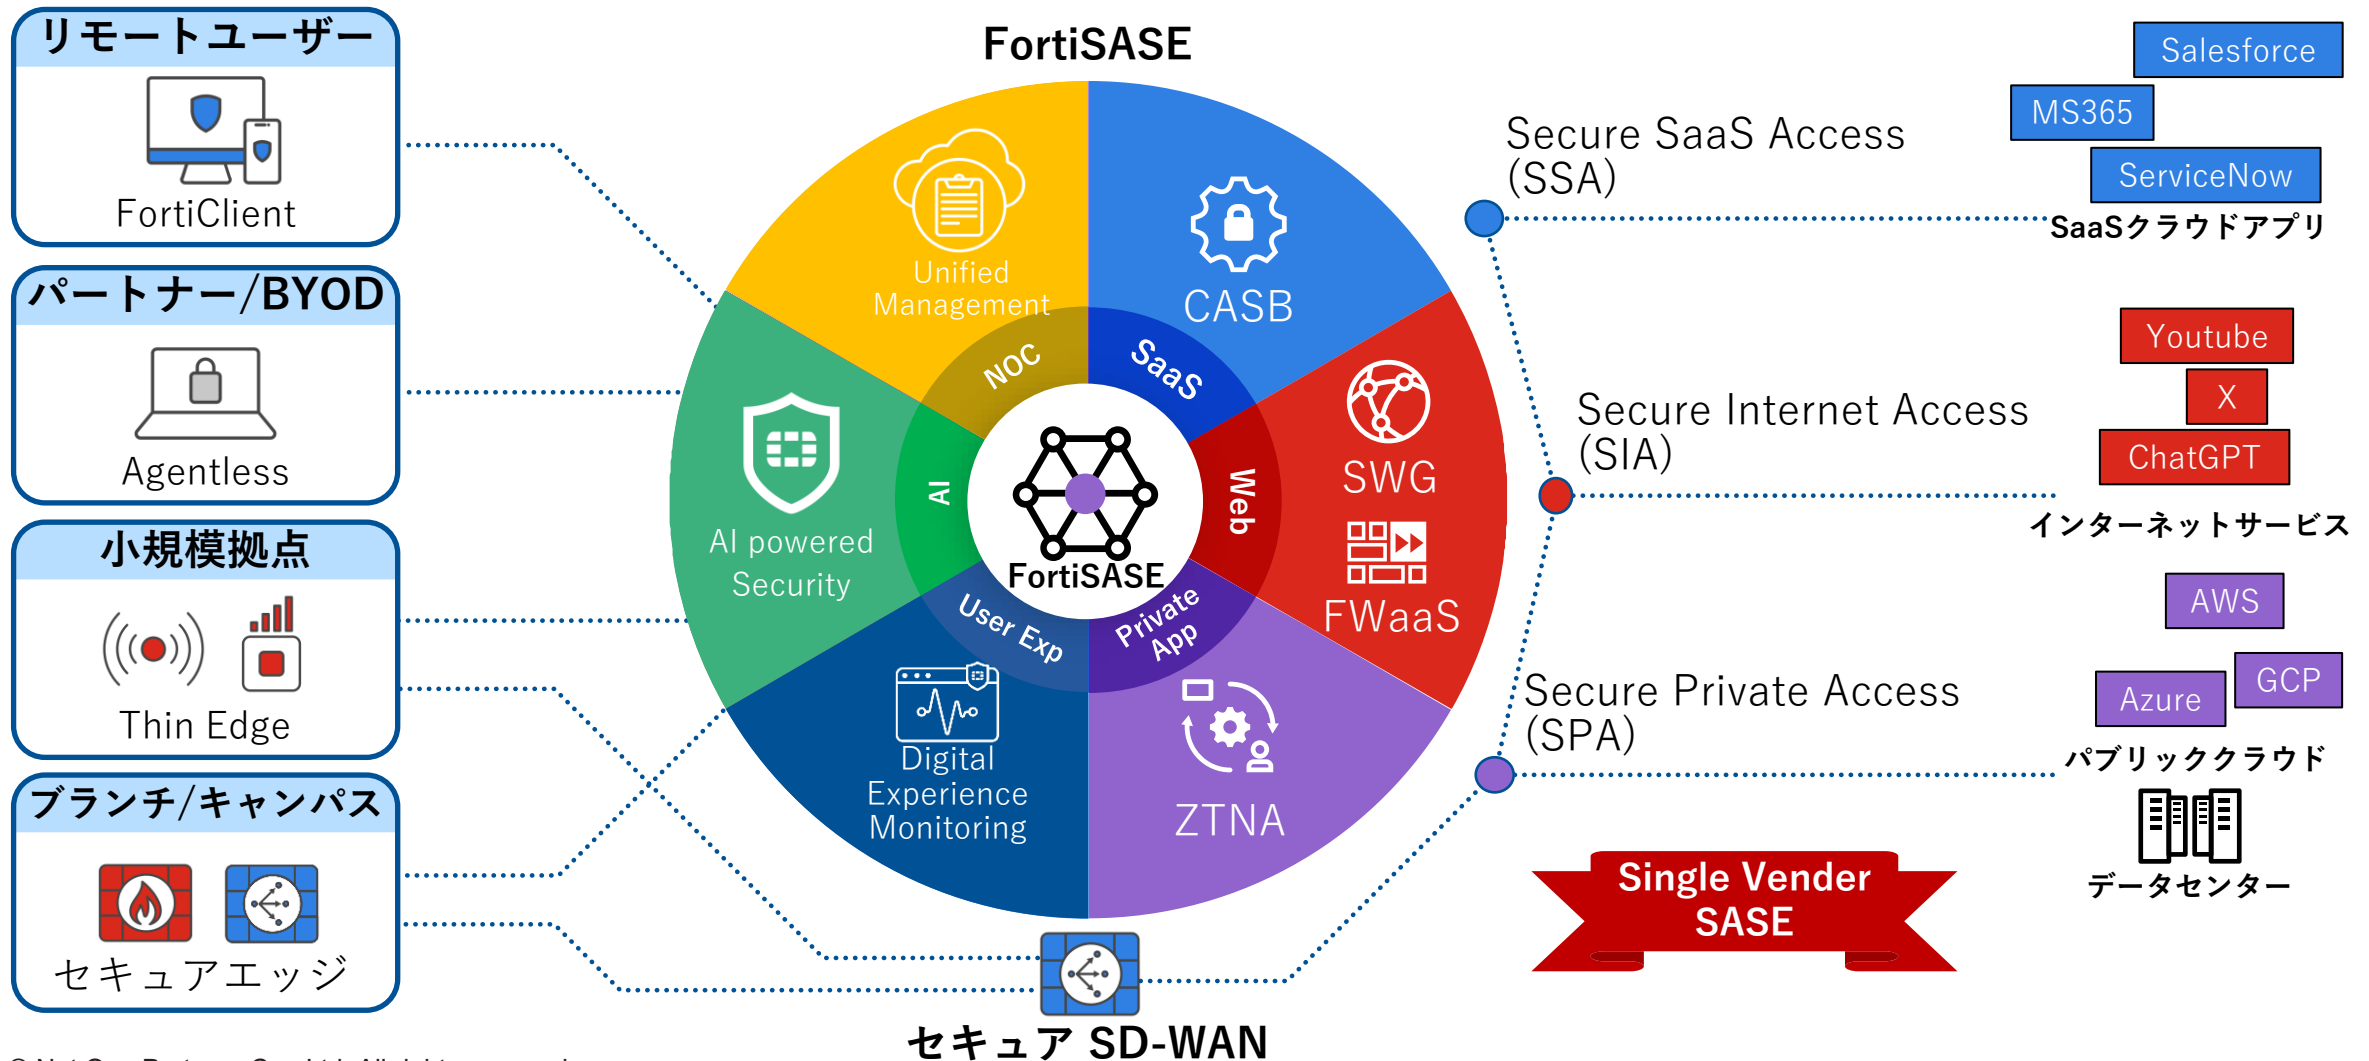 リモートユーザー
FortiClient
パートナー/BYOD
Agentless
小規模拠点
Thin Edge
ブランチ/キャンパス
セキュアエッジ
FortiSASE
Unified
Management
CASB
NOC
SaaS
AI powered
Security
AI
Web
SWG
FWaaS
FortiSASE
User Exp
Private
App
Digital
Experience
Monitoring
ZTNA
セキュア SD-WAN
Secure SaaS Access
(SSA)
Secure Internet Access
(SIA)
Secure Private Access
(SPA)
Single Vender
SASE
Salesforce
MS365
ServiceNow
SaaSクラウドアプリ
Youtube
X
ChatGPT
インターネットサービス
AWS
GCP
Azure
パブリッククラウド
データセンター